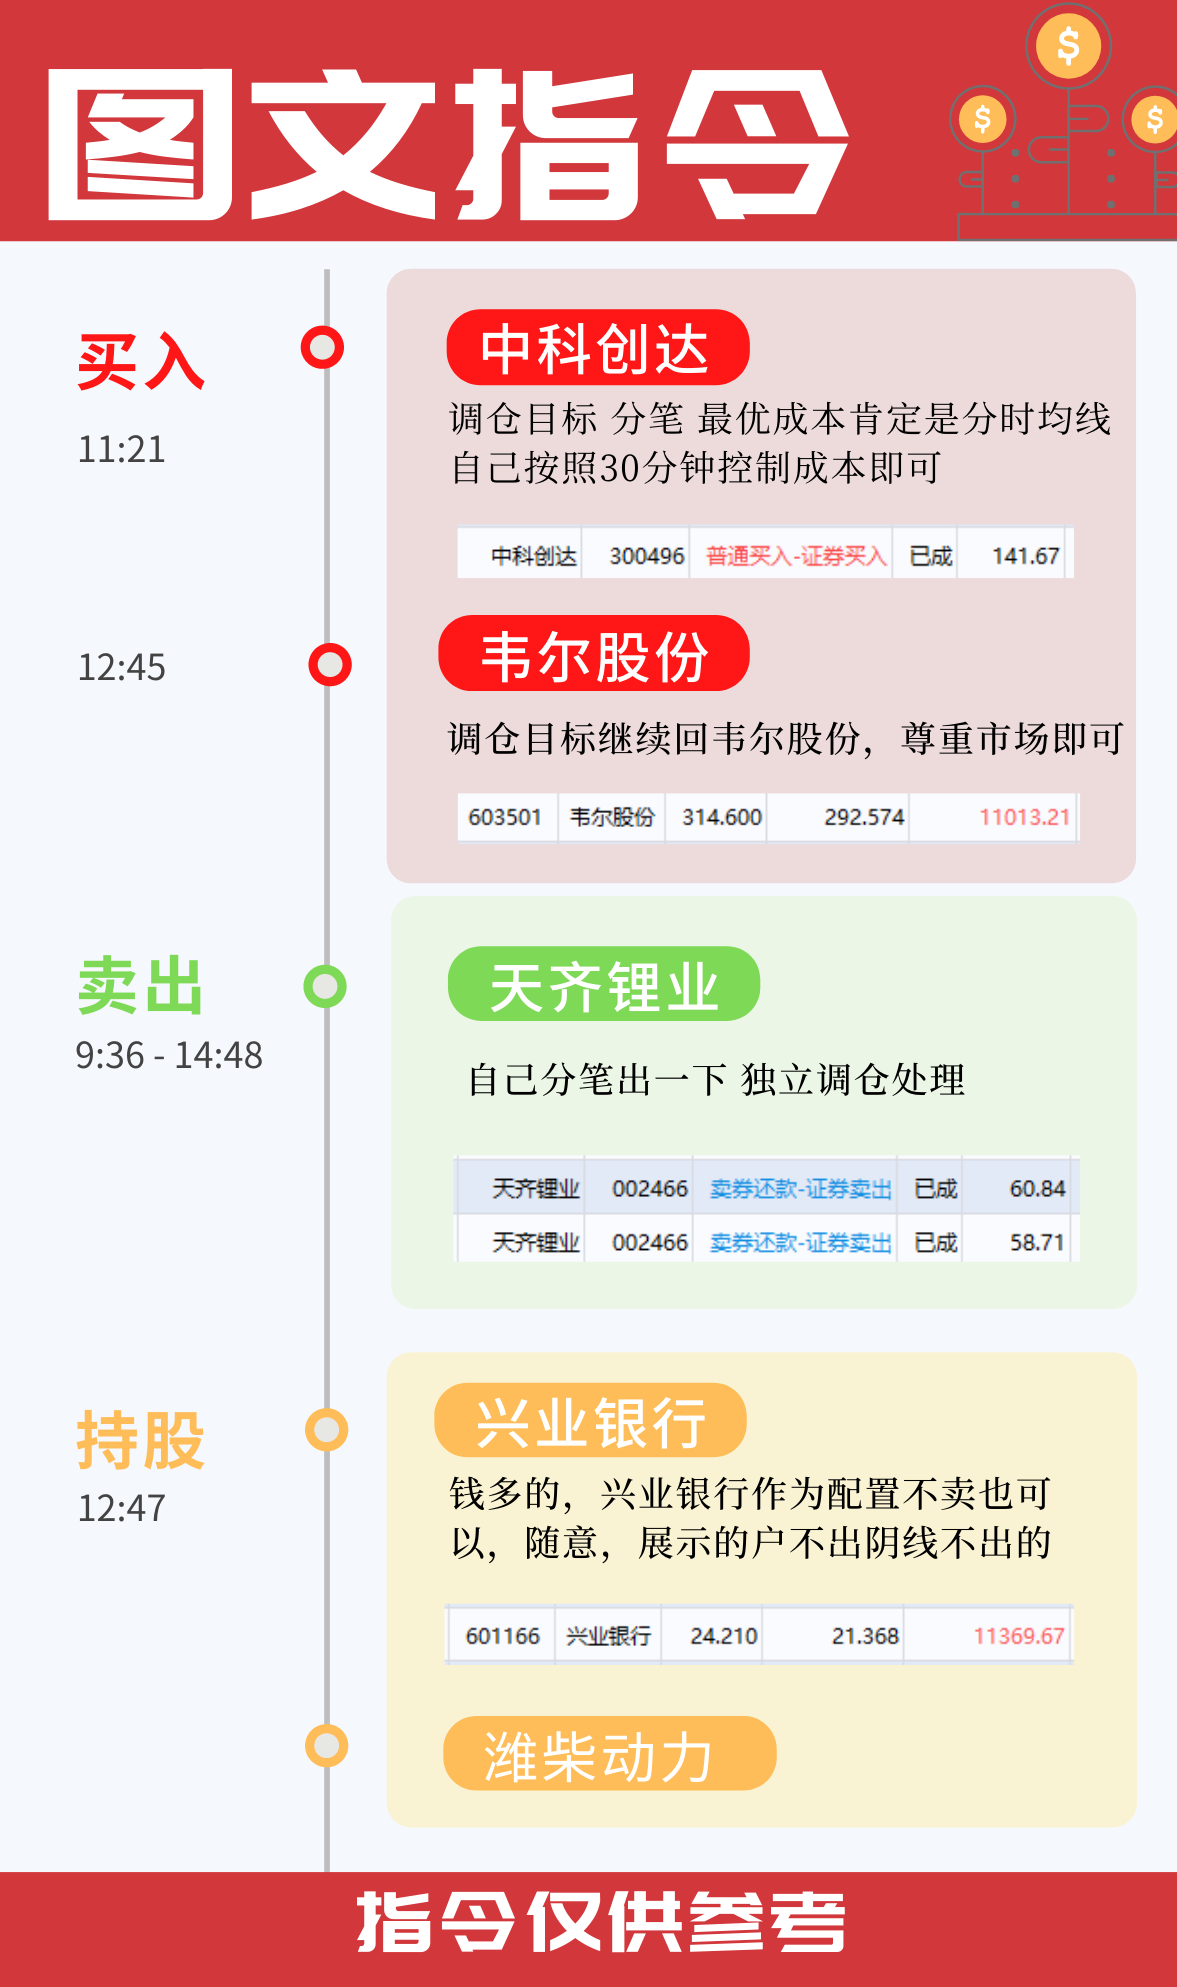 图文指令
买入
11:21
中科创达
调仓目标 分笔 最优成本肯定是分时均线
自己按照30分钟控制成本即可
中科创达 300496 普通买入-证券买入 已成 141.67
12:45
韦尔股份
调仓目标继续回韦尔股份，尊重市场即可
603501 韦尔股份 314.600 292.574 11013.21
卖出
9:36 - 14:48
天齐锂业
自己分笔出一下 独立调仓处理
天齐锂业 002466 卖券还款-证券卖出 已成 60.84
天齐锂业 002466 卖券还款-证券卖出 已成 58.71
持股
12:47
兴业银行
钱多的，兴业银行作为配置不卖也可
以，随意，展示的户不出阴线不出的
601166 兴业银行 24.210 21.368 11369.67
潍柴动力
指令仅供参考